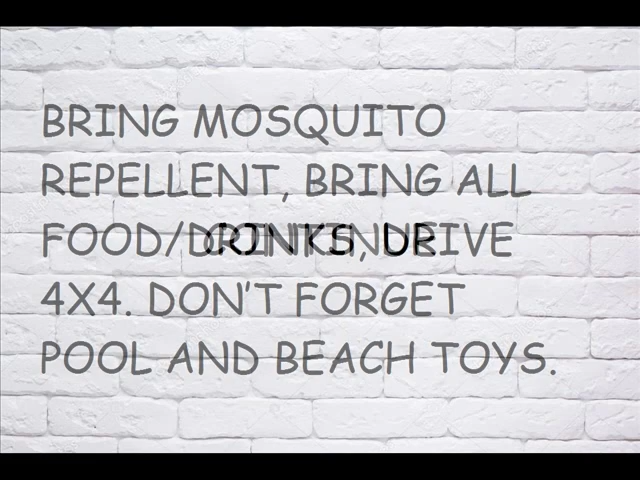 BRING MOSQUITO
REPELLENT, BRING ALL
FOOD/DRINKS, DRIVE
4X4. DON'T FORGET
POOL AND BEACH TOYS.